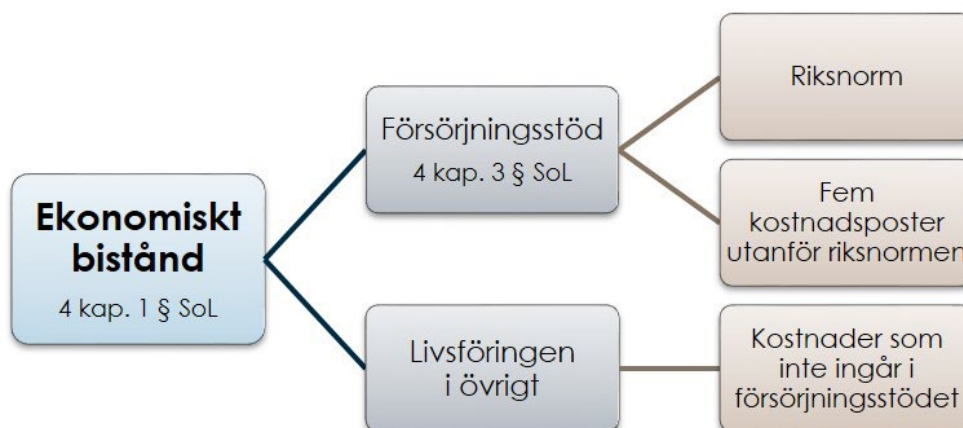 Ekonomiskt
bistånd
4 kap. 1 § SoL
Försörjningsstöd
4 kap. 3 § SoL
Riksnorm
Fem
kostnadsposter
utanför riksnormen
Livsföringen
i övrigt
Kostnader som
inte ingår i
försörjningsstödet